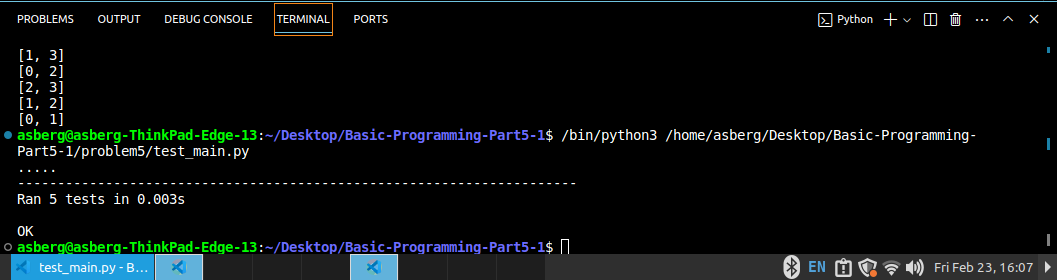 PROBLEMS OUTPUT DEBUG CONSOLE TERMINAL PORTS Python
[1, 3]
[0, 2]
[2, 3]
[1, 2]
[0, 1]
asberg@asberg-ThinkPad-Edge-13:~/Desktop/Basic-Programming-Part5-1$ /bin/python3 /home/asberg/Desktop/Basic-Programming-
Part5-1/problem5/test_main.py
.....
----------------------------------------------------------------------
Ran 5 tests in 0.003s
OK
asberg@asberg-ThinkPad-Edge-13:~/Desktop/Basic-Programming-Part5-1$
test_main.py - B... EN Fri Feb 23, 16:07